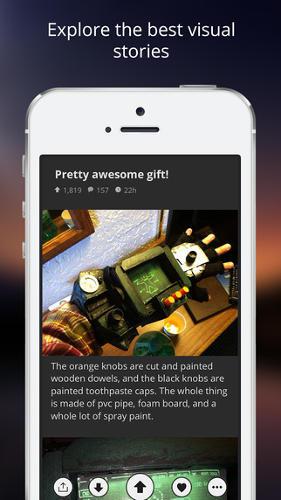 Explore the best visual
stories
Pretty awesome gift!
1,819 157 22h
The orange knobs are cut and painted
wooden dowels, and the black knobs are
painted toothpaste caps. The whole thing
is made of pvc pipe, foam board, and a
whole lot of spray paint.